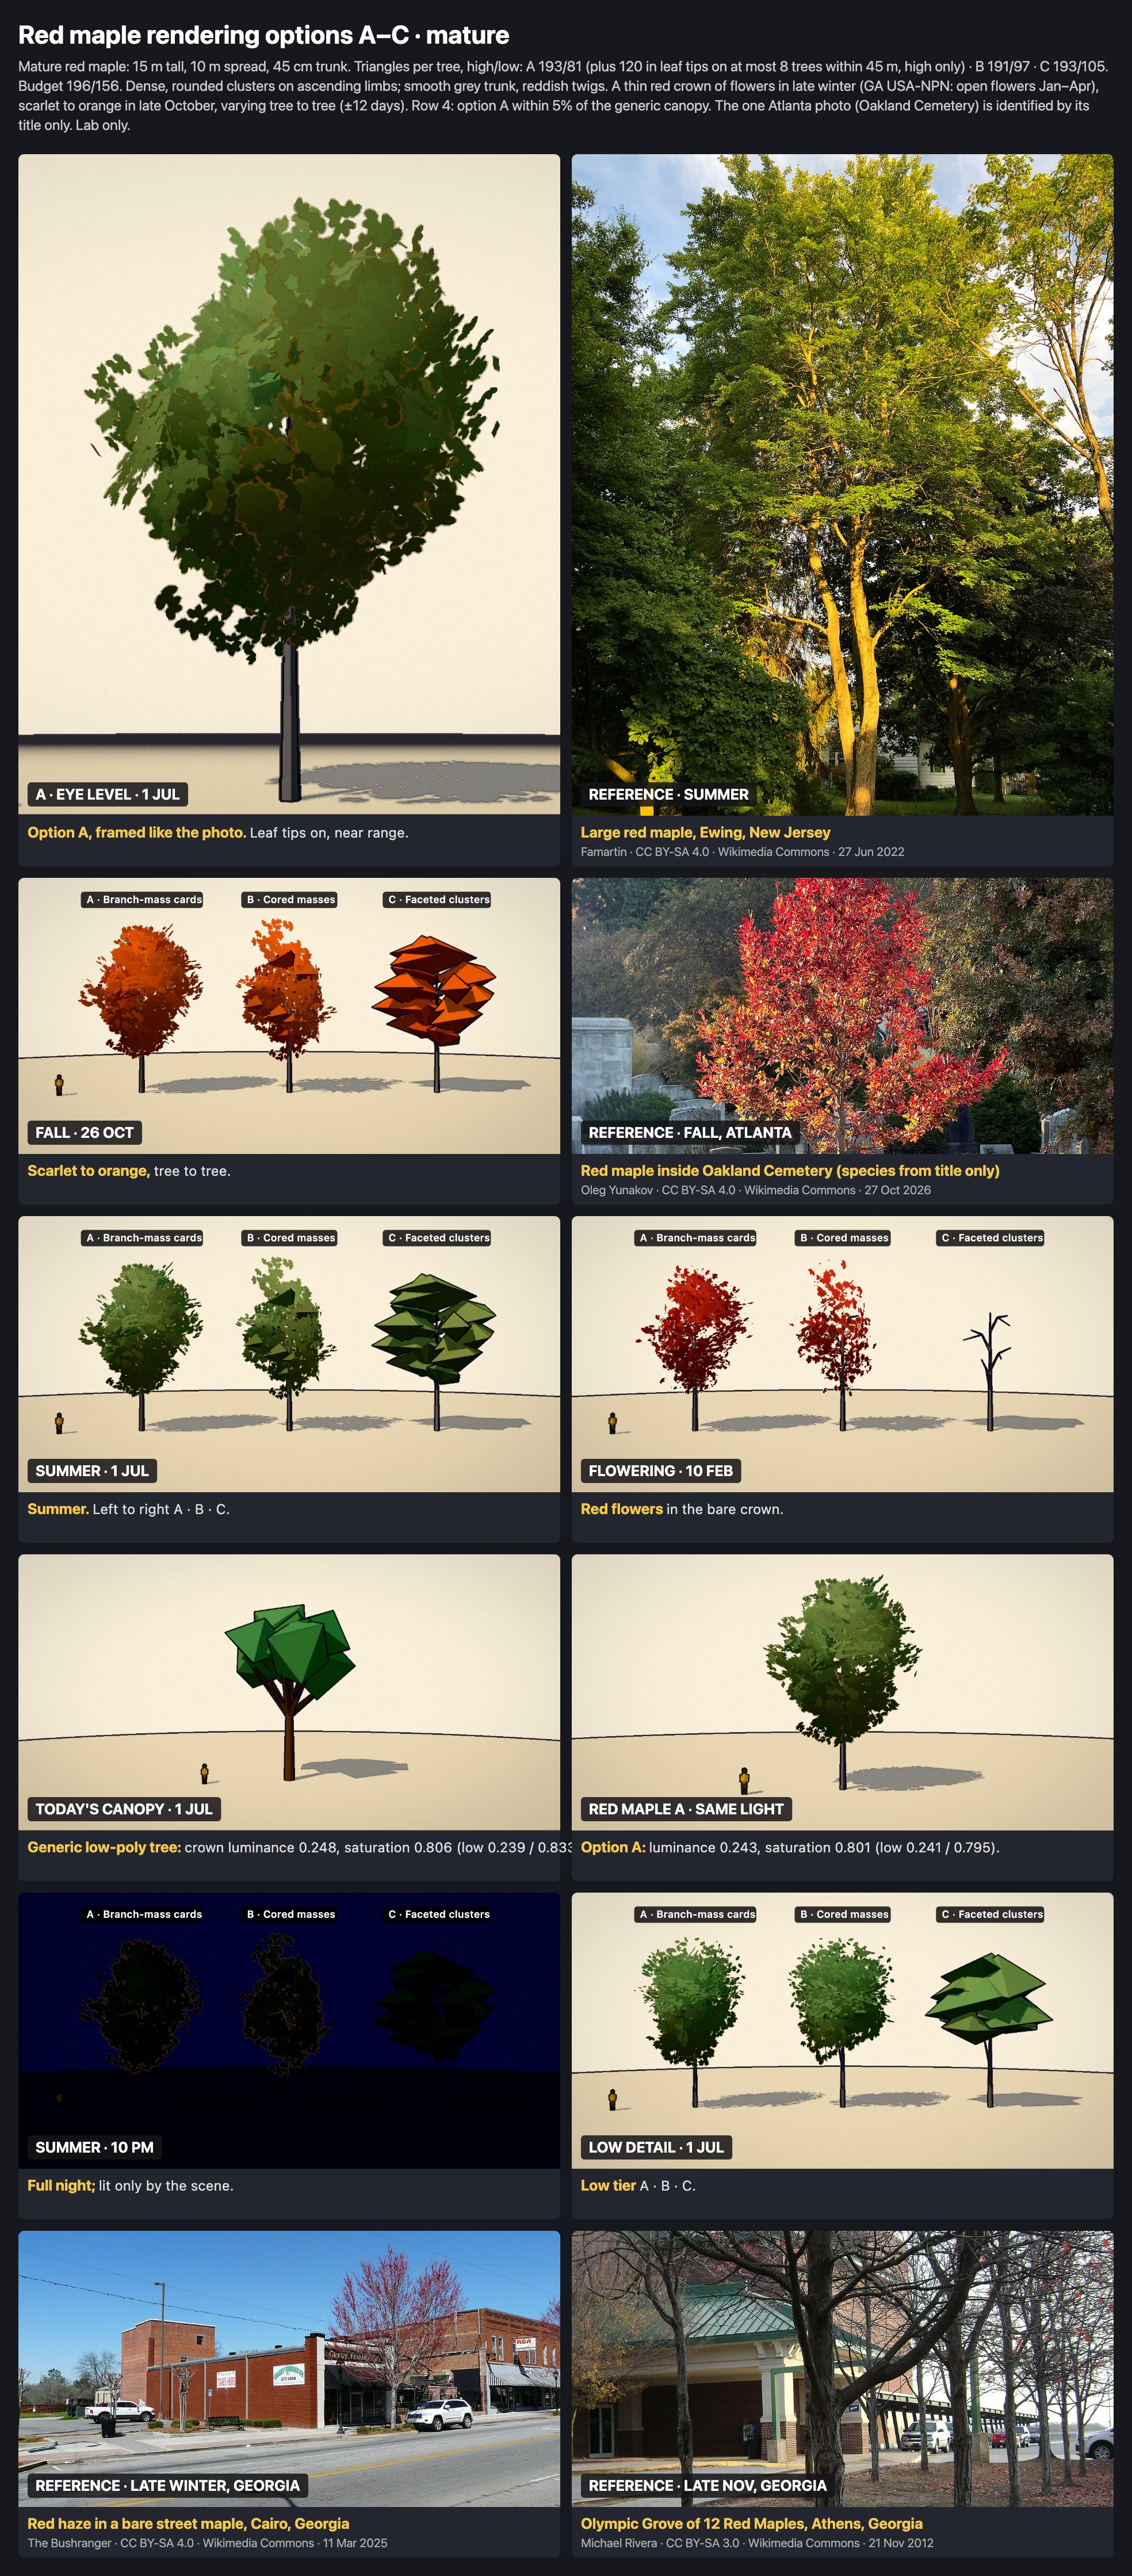 Red maple rendering options A–C · mature
Mature red maple: 15 m tall, 10 m spread, 45 cm trunk. Triangles per tree, high/low: A 193/81 (plus 120 in leaf tips on at most 8 trees within 45 m, high only) · B 191/97 · C 193/105.
Budget 196/156. Dense, rounded clusters on ascending limbs; smooth grey trunk, reddish twigs. A thin red crown of flowers in late winter (GA USA-NPN: open flowers Jan–Apr),
scarlet to orange in late October, varying tree to tree (±12 days). Row 4: option A within 5% of the generic canopy. The one Atlanta photo (Oakland Cemetery) is identified by its
title only. Lab only.
A · EYE LEVEL · 1 JUL
Option A, framed like the photo. Leaf tips on, near range.
REFERENCE · SUMMER
Large red maple, Ewing, New Jersey
Famartin · CC BY-SA 4.0 · Wikimedia Commons · 27 Jun 2022
A · Branch-mass cards
B · Cored masses
C · Faceted clusters
FALL · 26 OCT
Scarlet to orange, tree to tree.
REFERENCE · FALL, ATLANTA
Red maple inside Oakland Cemetery (species from title only)
Oleg Yunakov · CC BY-SA 4.0 · Wikimedia Commons · 27 Oct 2026
A · Branch-mass cards
B · Cored masses
C · Faceted clusters
SUMMER · 1 JUL
Summer. Left to right A · B · C.
A · Branch-mass cards
B · Cored masses
C · Faceted clusters
FLOWERING · 10 FEB
Red flowers in the bare crown.
TODAY'S CANOPY · 1 JUL
Generic low-poly tree: crown luminance 0.248, saturation 0.806 (low 0.239 / 0.833
RED MAPLE A · SAME LIGHT
Option A: luminance 0.243, saturation 0.801 (low 0.241 / 0.795).
A · Branch-mass cards
B · Cored masses
C · Faceted clusters
SUMMER · 10 PM
Full night; lit only by the scene.
A · Branch-mass cards
B · Cored masses
C · Faceted clusters
LOW DETAIL · 1 JUL
Low tier A · B · C.
RCA
REFERENCE · LATE WINTER, GEORGIA
Red haze in a bare street maple, Cairo, Georgia
The Bushranger · CC BY-SA 4.0 · Wikimedia Commons · 11 Mar 2025
REFERENCE · LATE NOV, GEORGIA
Olympic Grove of 12 Red Maples, Athens, Georgia
Michael Rivera · CC BY-SA 3.0 · Wikimedia Commons · 21 Nov 2012